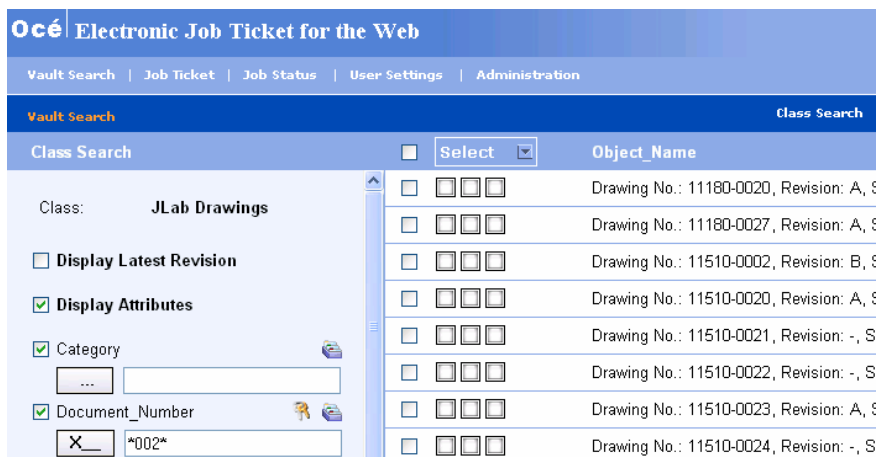 Océ Electronic Job Ticket for the Web
Vault Search | Job Ticket | Job Status | User Settings | Administration
Vault Search
Class Search
Class Search
Select
Object_Name
Class: JLab Drawings
Display Latest Revision
Display Attributes
Category
...
Document_Number
X__
*002*
Drawing No.: 11180-0020, Revision: A, S
Drawing No.: 11180-0027, Revision: A, S
Drawing No.: 11510-0002, Revision: B, S
Drawing No.: 11510-0020, Revision: A, S
Drawing No.: 11510-0021, Revision: -, S
Drawing No.: 11510-0022, Revision: -, S
Drawing No.: 11510-0023, Revision: A, S
Drawing No.: 11510-0024, Revision: -, S